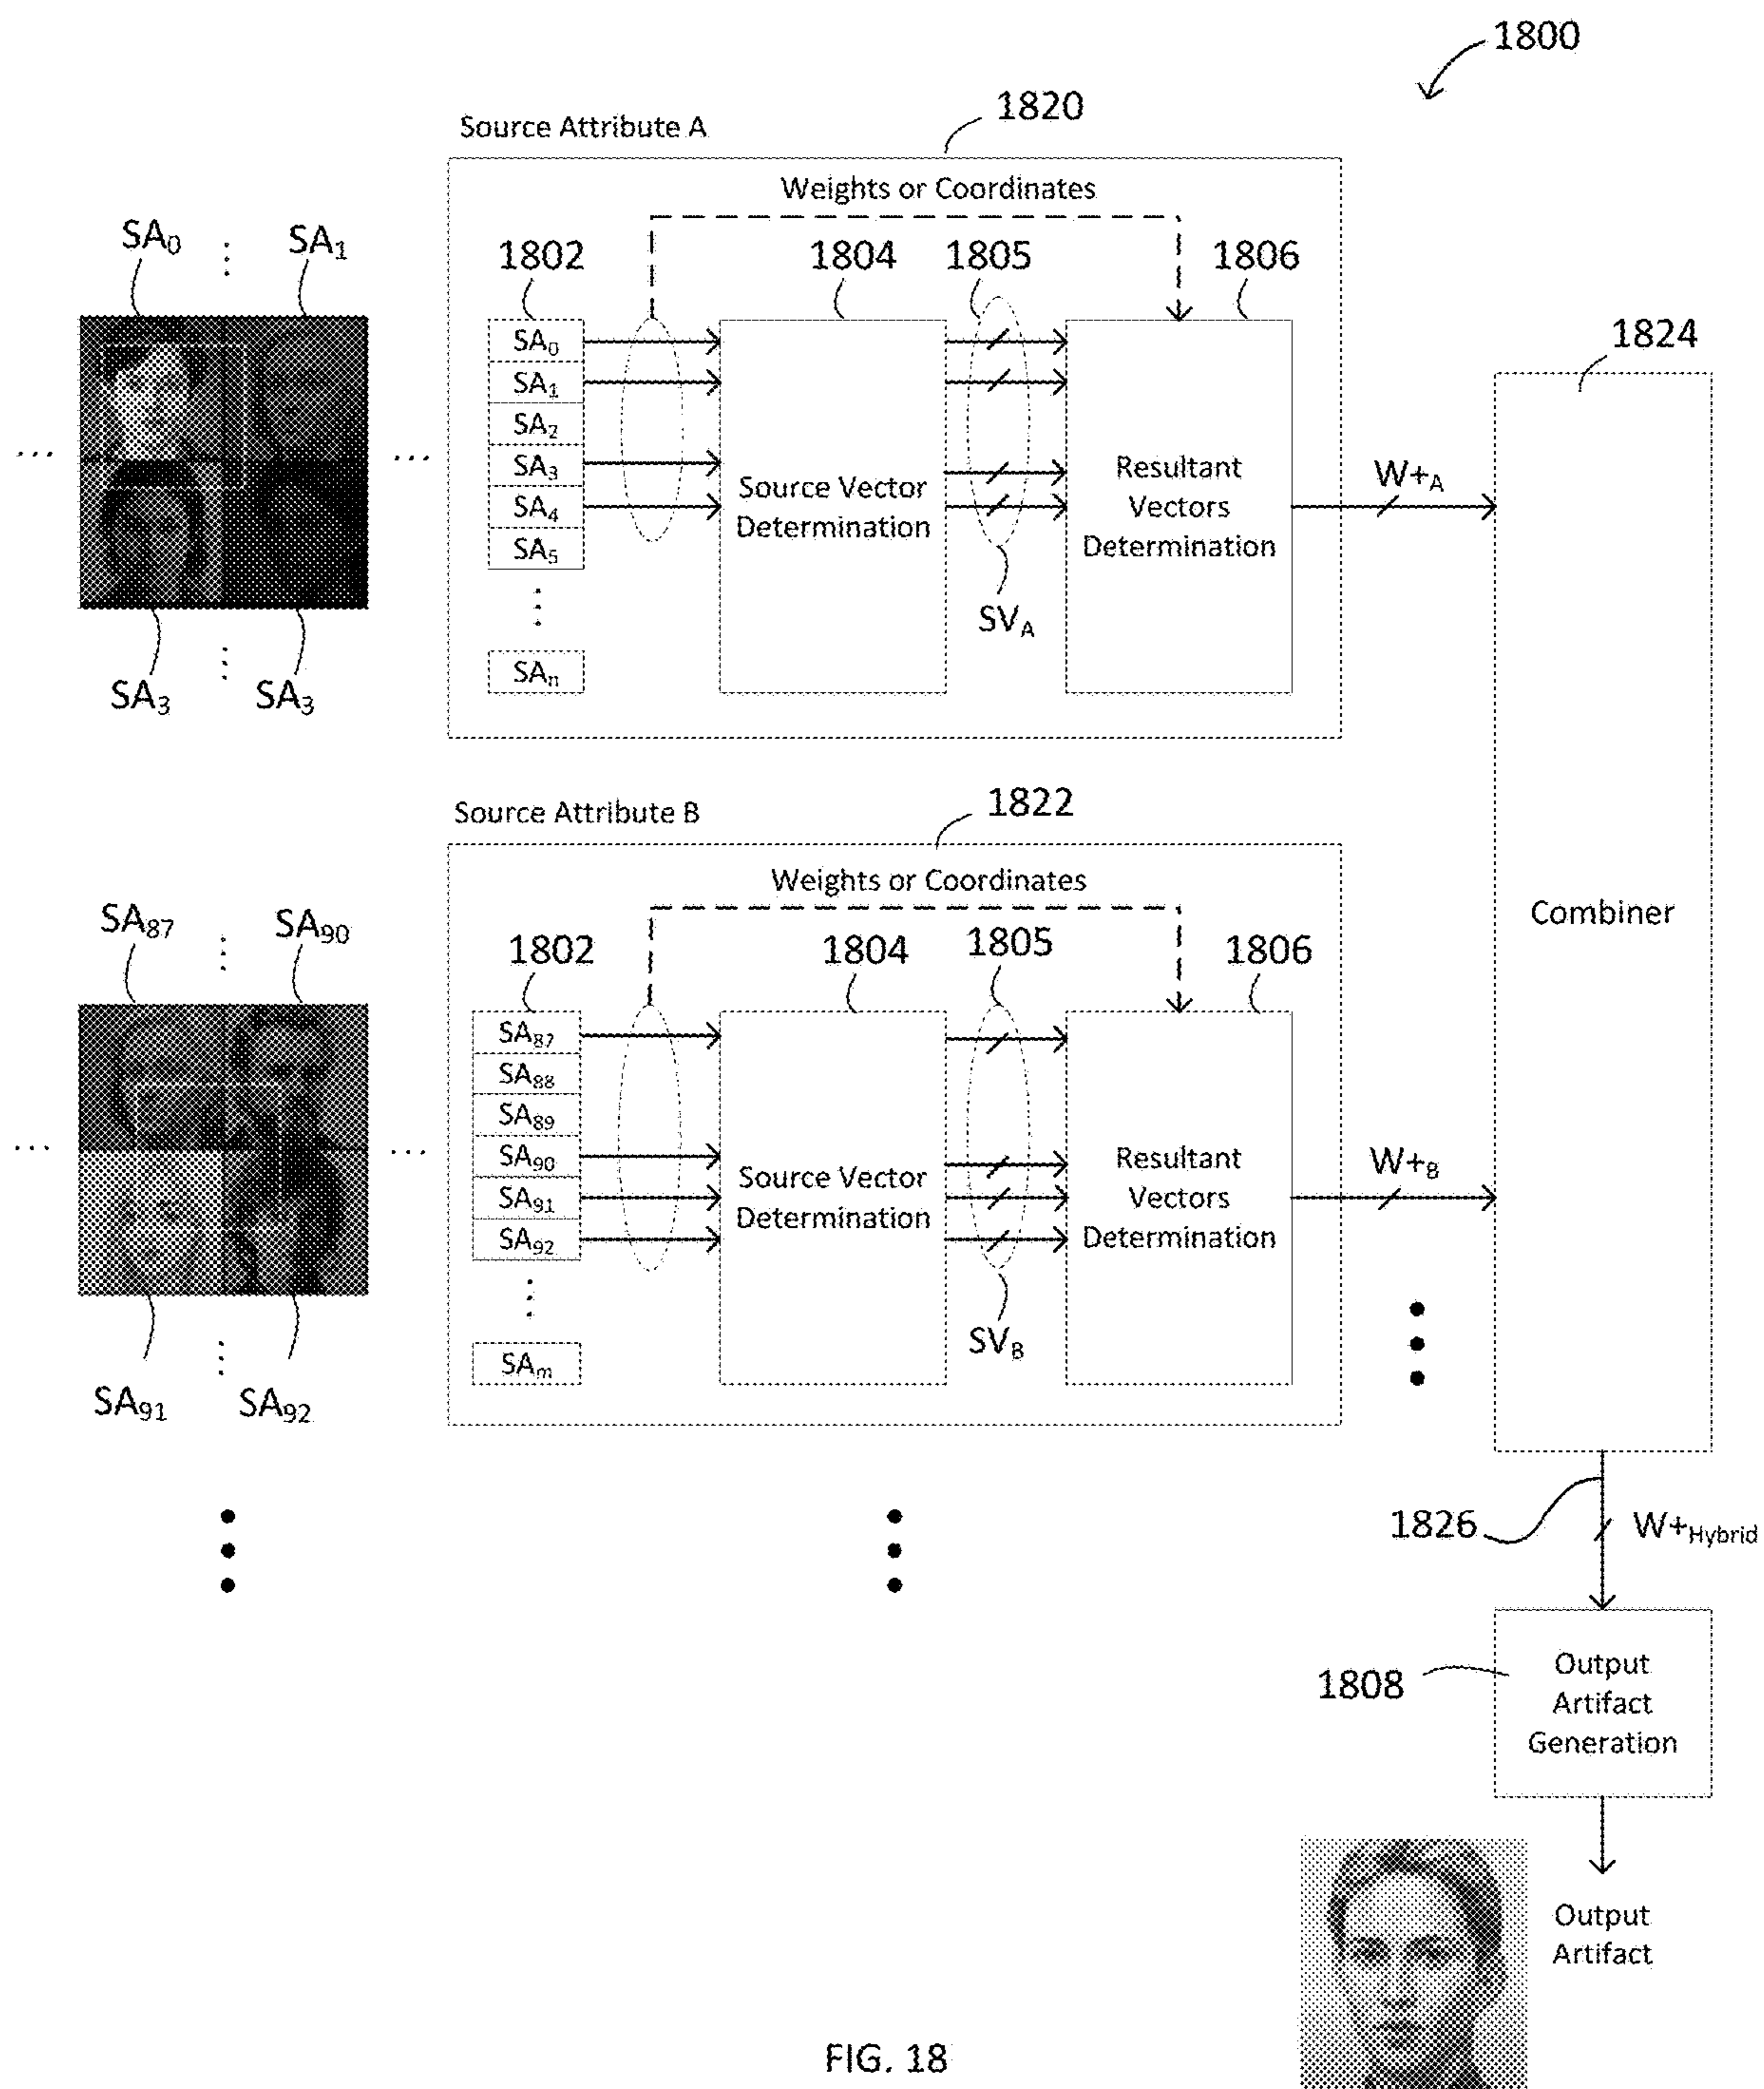 1800
1820
Source Attribute A
Weights or Coordinates
SA0
SA1
1802
1804
1805
1806
SA0
SA1
SA2
SA3
SA4
SA5
SAn
Source Vector
Determination
SVA
Resultant
Vectors
Determination
W+A
1824
Combiner
SA3
SA3
1822
Source Attribute B
Weights or Coordinates
SA87
SA90
1802
1804
1805
1806
SA87
SA88
SA89
SA90
SA91
SA92
SAm
Source Vector
Determination
SVB
Resultant
Vectors
Determination
W+B
SA91
SA92
1826
W+Hybrid
1808
Output
Artifact
Generation
Output
Artifact
FIG. 18